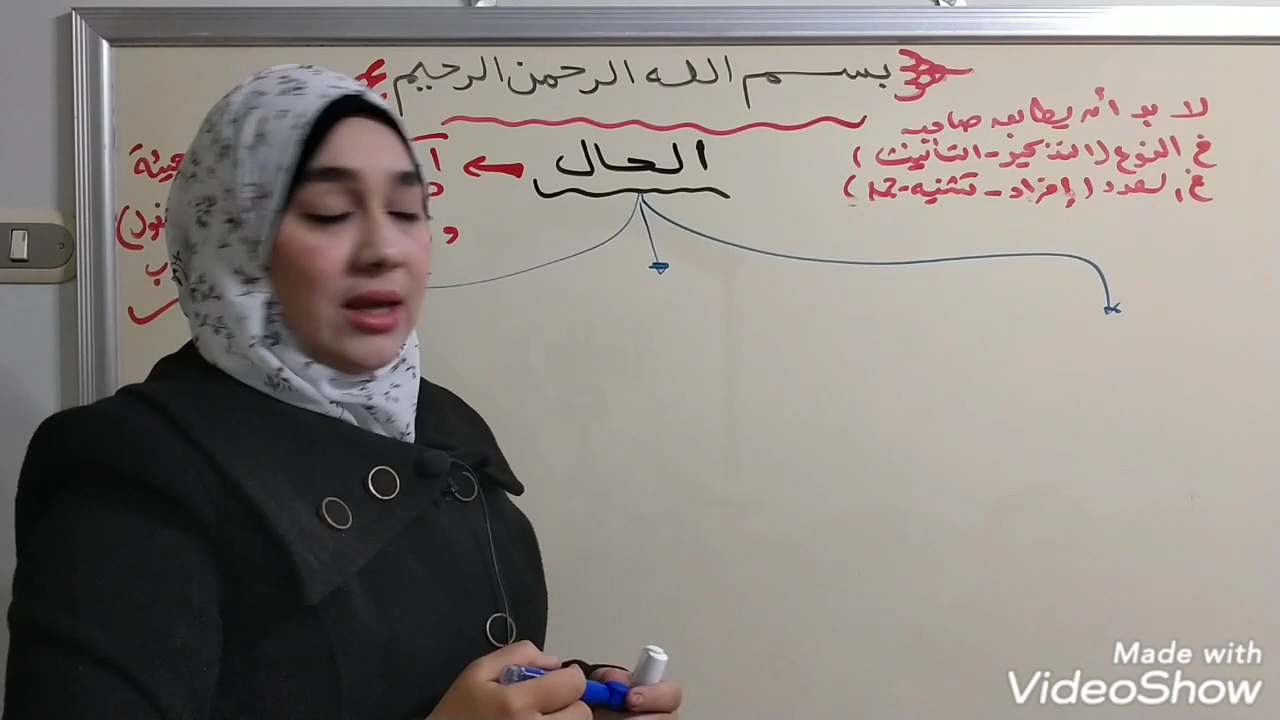 بسم الله الرحمن الرحيم
لا بد أن يطابق صاحبه
في النوع (التذكير - التأنيث)
في العدد (إفراد - تثنيه - جمع)
الحال
Made with
VideoShow